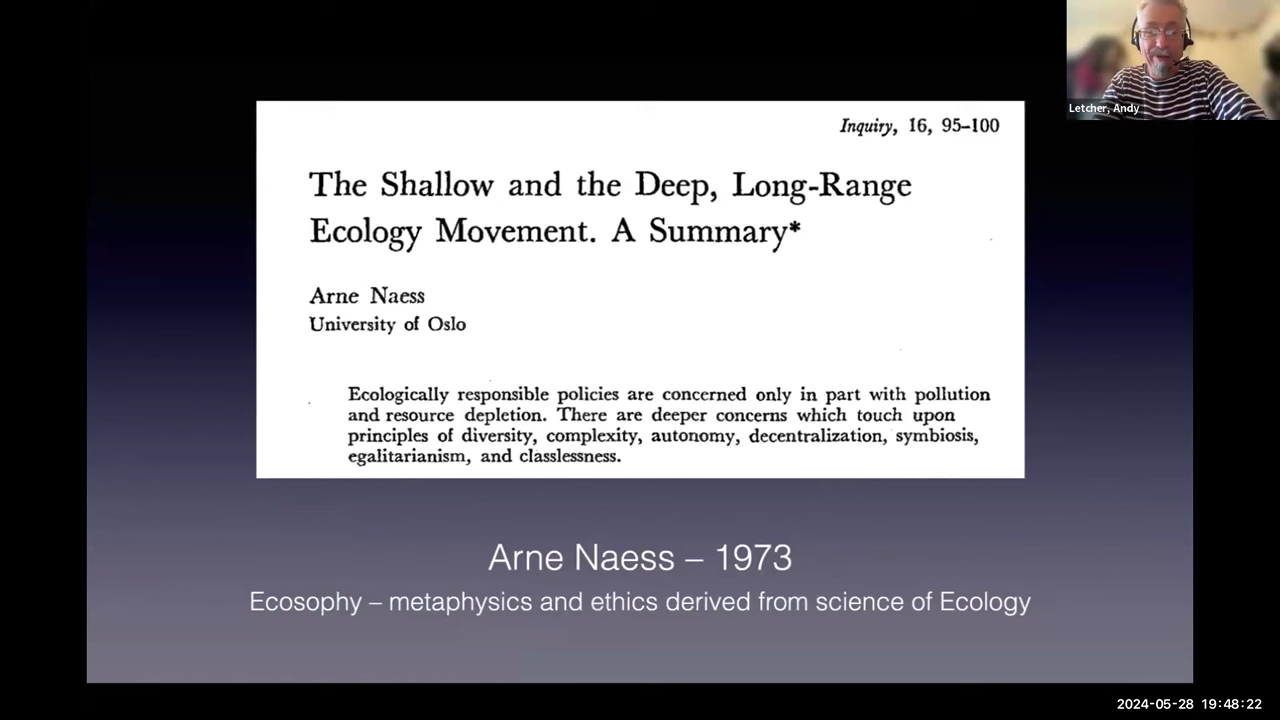 Letcher, Andy
Inquiry, 16, 95–100
The Shallow and the Deep, Long-Range
Ecology Movement. A Summary*
Arne Naess
University of Oslo
Ecologically responsible policies are concerned only in part with pollution
and resource depletion. There are deeper concerns which touch upon
principles of diversity, complexity, autonomy, decentralization, symbiosis,
egalitarianism, and classlessness.
Arne Naess – 1973
Ecosophy – metaphysics and ethics derived from science of Ecology
2024-05-28 19:48:22